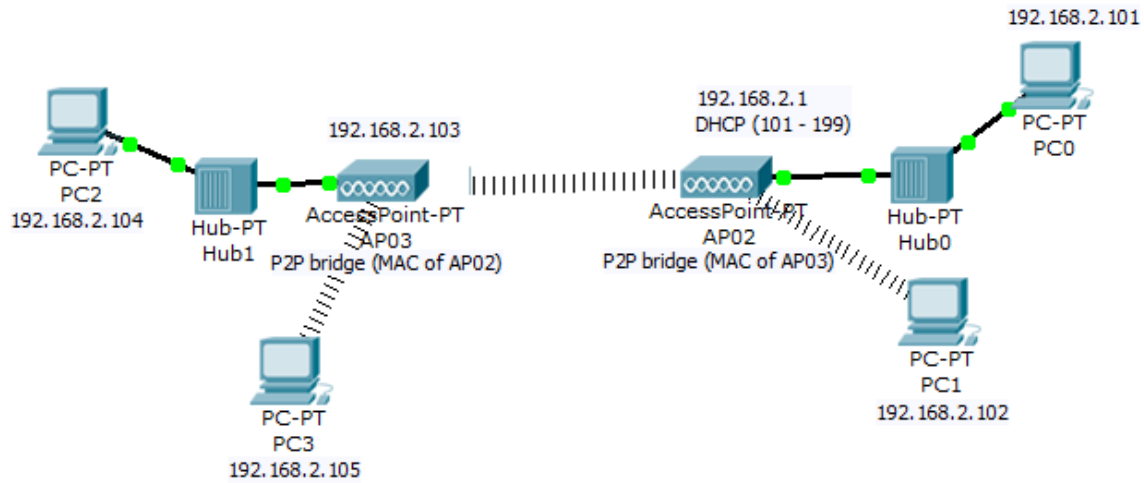 192.168.2.101
PC-PT
PC0
192.168.2.1
DHCP (101 - 199)
192.168.2.103
PC-PT
PC2
192.168.2.104
Hub-PT
Hub1
AccessPoint-PT
AP03
P2P bridge (MAC of AP02)
AccessPoint-PT
AP02
P2P bridge (MAC of AP03)
Hub-PT
Hub0
PC-PT
PC1
192.168.2.102
PC-PT
PC3
192.168.2.105